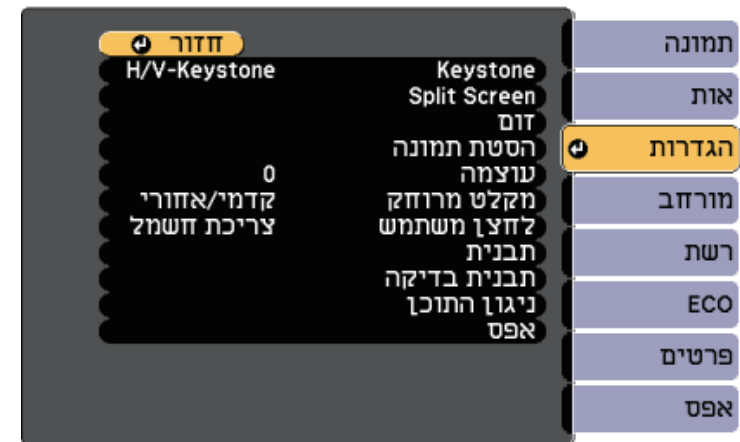 תמונה
אות
הגדרות
מורחב
רשת
ECO
פרטים
אפס
חזור
Keystone H/V-Keystone
Split Screen
זום
הסטת תמונה
עוצמה 0
מקלט מרוחק קדמי/אחורי
לחצן משתמש צריכת חשמל
תבנית
תבנית בדיקה
ניגון התוכן
אפס